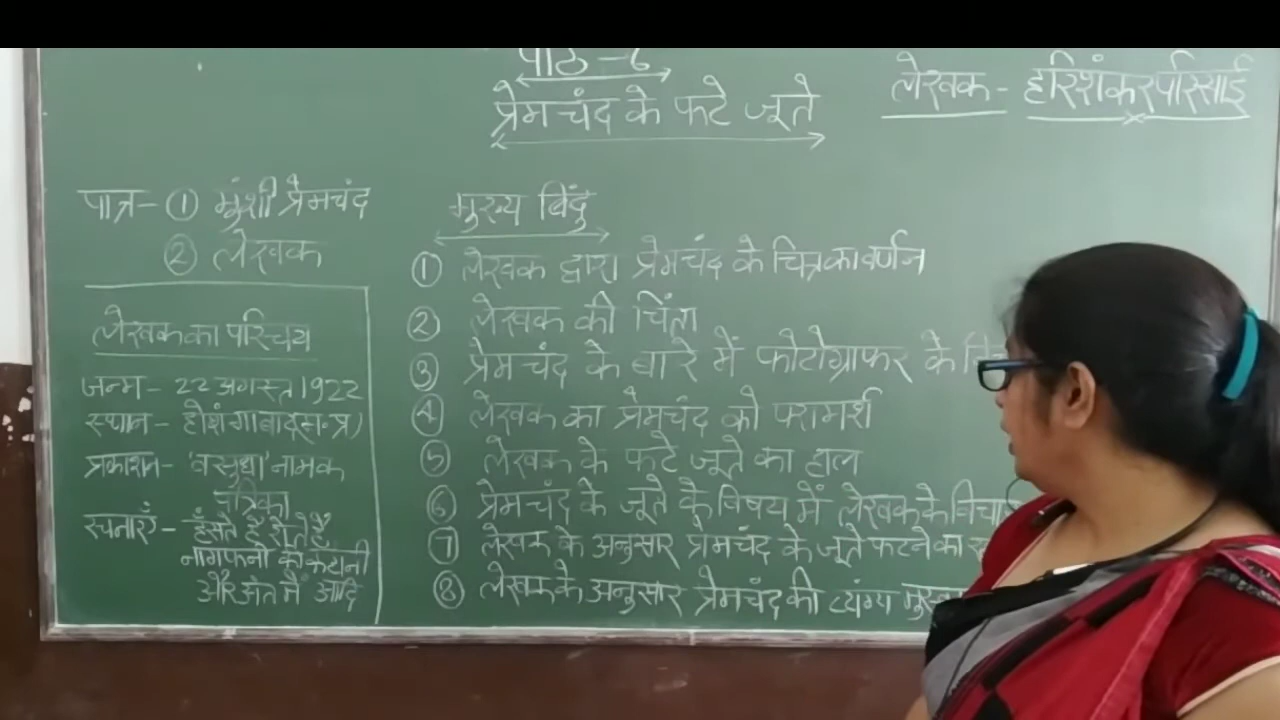 पाठ -
प्रेमचंद के फटे जूते
लेखक - हरिशंकर परिसाई
पात्र - ① मुंशी प्रेमचंद
② लेखक
लेखक का परिचय
जन्म - 22 अगस्त 1922
स्थान - होशंगाबाद (म.प्र)
प्रकाशन - 'वसुधा' नामक
पत्रिका
रचनाएँ - हँसते हैं रोते हैं
नागफनी की कहानी
और अंत में आदि
मुख्य बिंदु
① लेखक द्वारा प्रेमचंद के चित्र का वर्णन
② लेखक की चिंता
③ प्रेमचंद के बारे में फोटोग्राफर के
④ लेखक का प्रेमचंद को परामर्श
⑤ लेखक के फटे जूते का हाल
⑥ प्रेमचंद के जूते के विषय में लेखक के विचा
⑦ लेखक के अनुसार प्रेमचंद के जूते फटने का
⑧ लेखक के अनुसार प्रेमचंद की व्यंग्य मुस्क